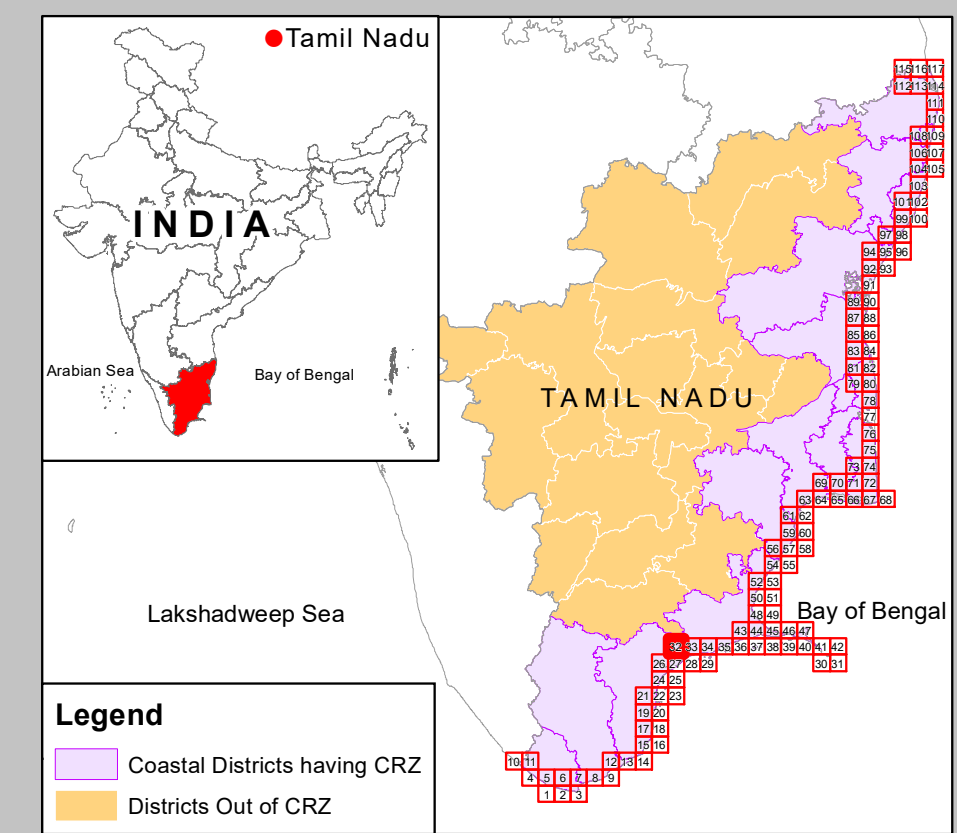 Tamil Nadu
INDIA
Arabian Sea
Bay of Bengal
TAMIL NADU
Lakshadweep Sea
Bay of Bengal
115 116 117
112 113 114
111
110
108 109
106 107
104 105
103
101 102
99 100
97 98
94 95 96
92 93
91
89 90
87 88
85 86
83 84
81 82
79 80
78
77
76
75
73 74
69 70 71 72
63 64 65 66 67 68
61 62
59 60
56 57 58
54 55
52 53
50 51
48 49
43 44 45 46 47
32 33 34 35 36 37 38 39 40 41 42
26 27 28 29 30 31
24 25
21 22 23
19 20
17 18
15 16
10 11 12 13 14
4 5 6 7 8 9
1 2 3
Legend
Coastal Districts having CRZ
Districts Out of CRZ